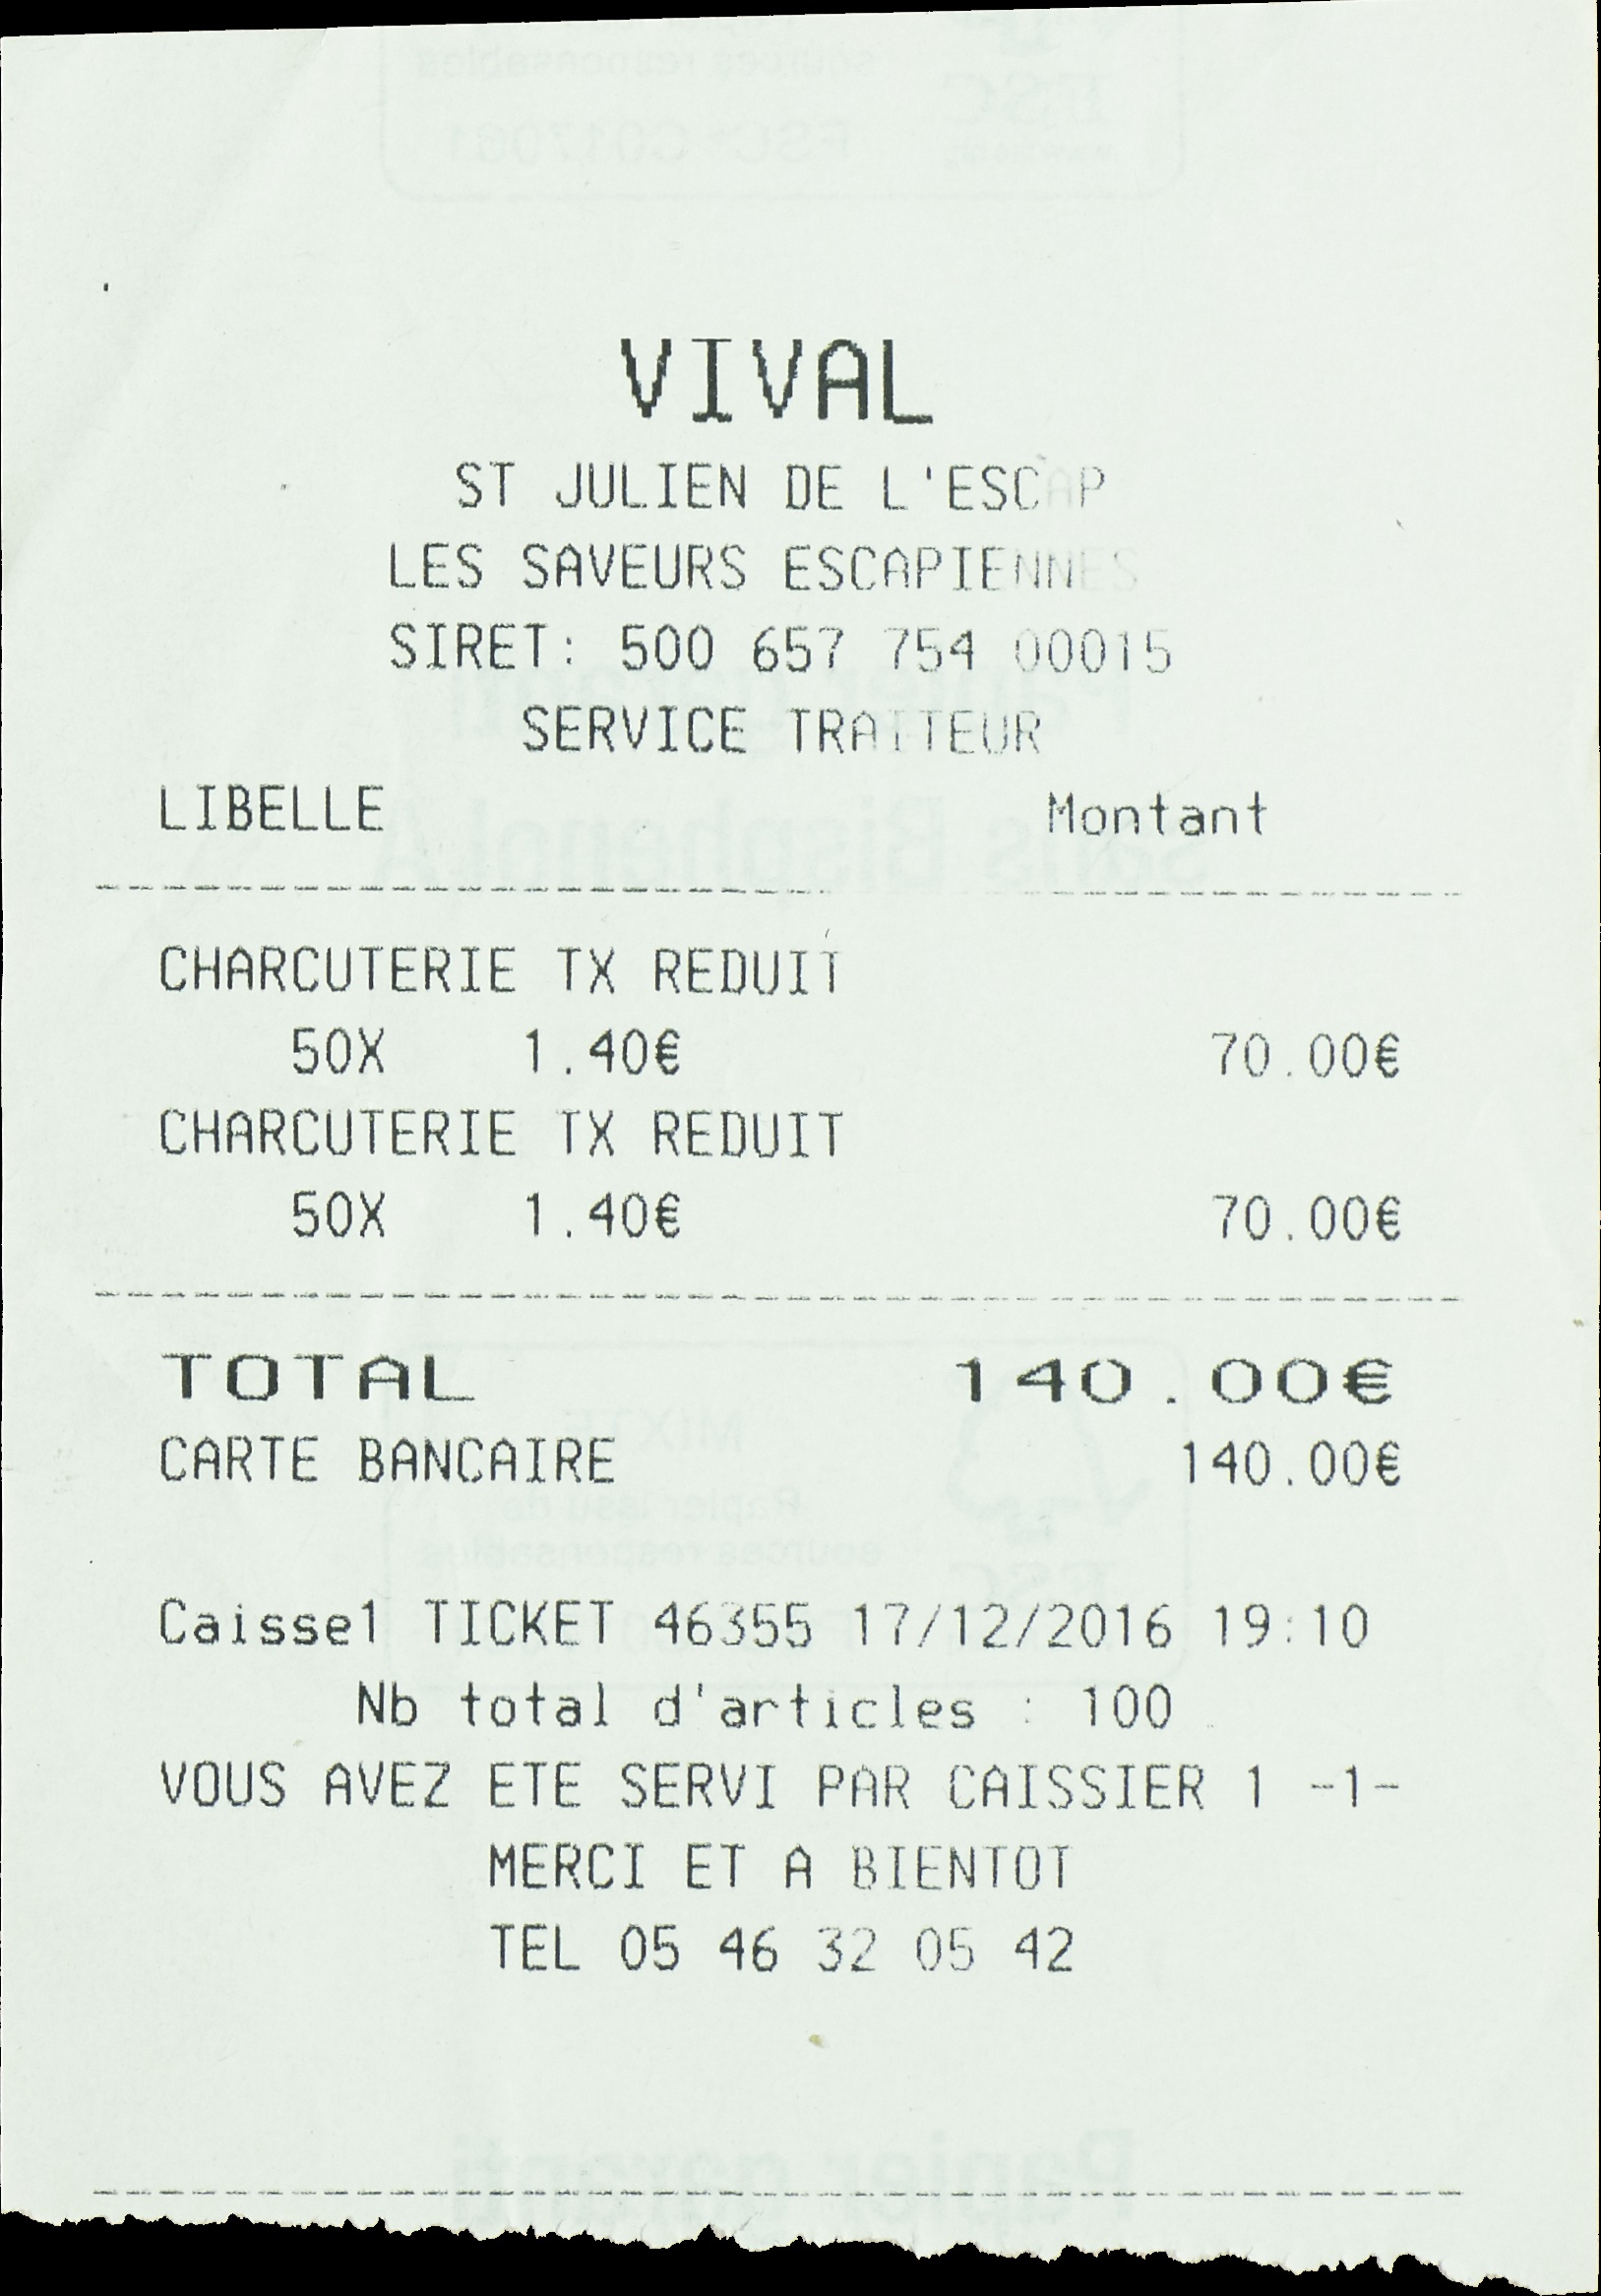 VIVAL
ST JULIEN DE L'ESCAP
LES SAVEURS ESCAPIENNES
SIRET: 500 657 754 00015
SERVICE TRAITEUR
LIBELLE Montant
CHARCUTERIE TX REDUIT
50X 1.40€ 70.00€
CHARCUTERIE TX REDUIT
50X 1.40€ 70.00€
TOTAL 140.00€
CARTE BANCAIRE 140.00€
Caisse1 TICKET 46355 17/12/2016 19:10
Nb total d'articles : 100
VOUS AVEZ ETE SERVI PAR CAISSIER 1 -1-
MERCI ET A BIENTOT
TEL 05 46 32 05 42